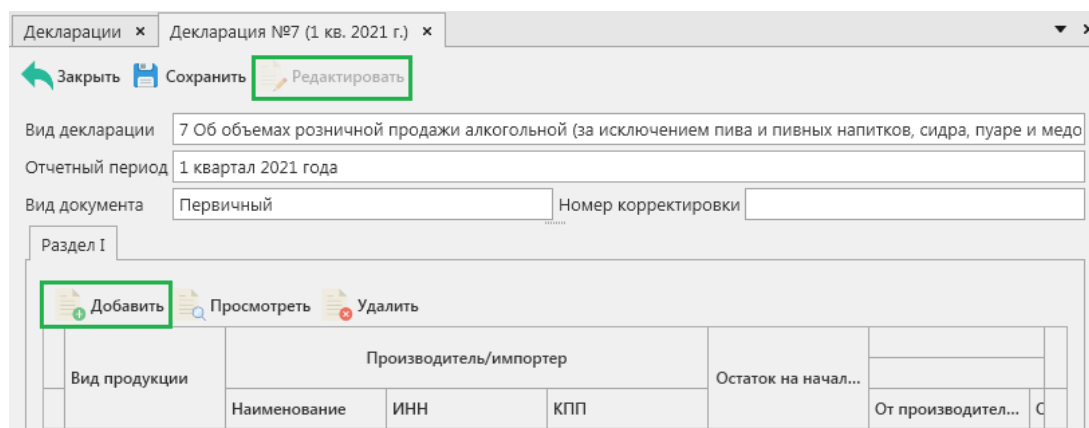 Декларации × Декларация №7 (1 кв. 2021 г.) ×
Закрыть Сохранить Редактировать
Вид декларации 7 Об объемах розничной продажи алкогольной (за исключением пива и пивных напитков, сидра, пуаре и медо
Отчетный период 1 квартал 2021 года
Вид документа Первичный Номер корректировки
Раздел I
Добавить Просмотреть Удалить
Производитель/импортер
Вид продукции Остаток на начал...
Наименование ИНН КПП От производител... С